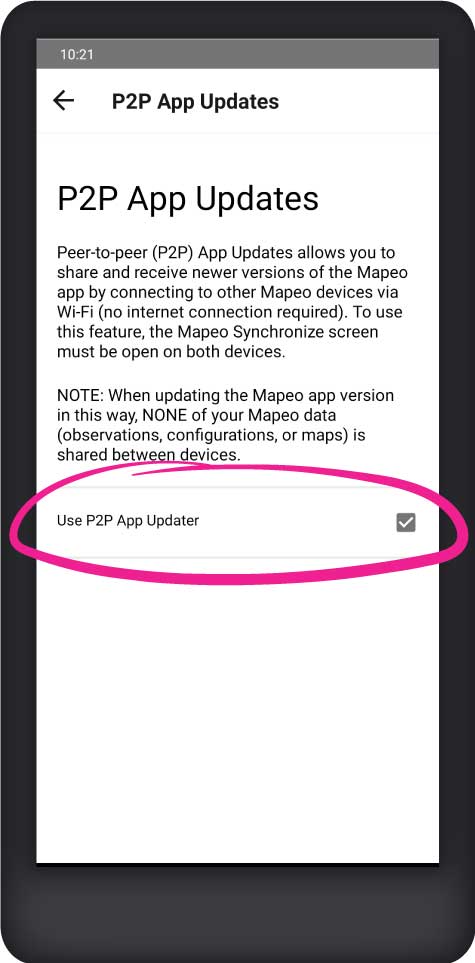 10:21
P2P App Updates
P2P App Updates
Peer-to-peer (P2P) App Updates allows you to
share and receive newer versions of the Mapeo
app by connecting to other Mapeo devices via
Wi-Fi (no internet connection required). To use
this feature, the Mapeo Synchronize screen
must be open on both devices.
NOTE: When updating the Mapeo app version
in this way, NONE of your Mapeo data
(observations, configurations, or maps) is
shared between devices.
Use P2P App Updater